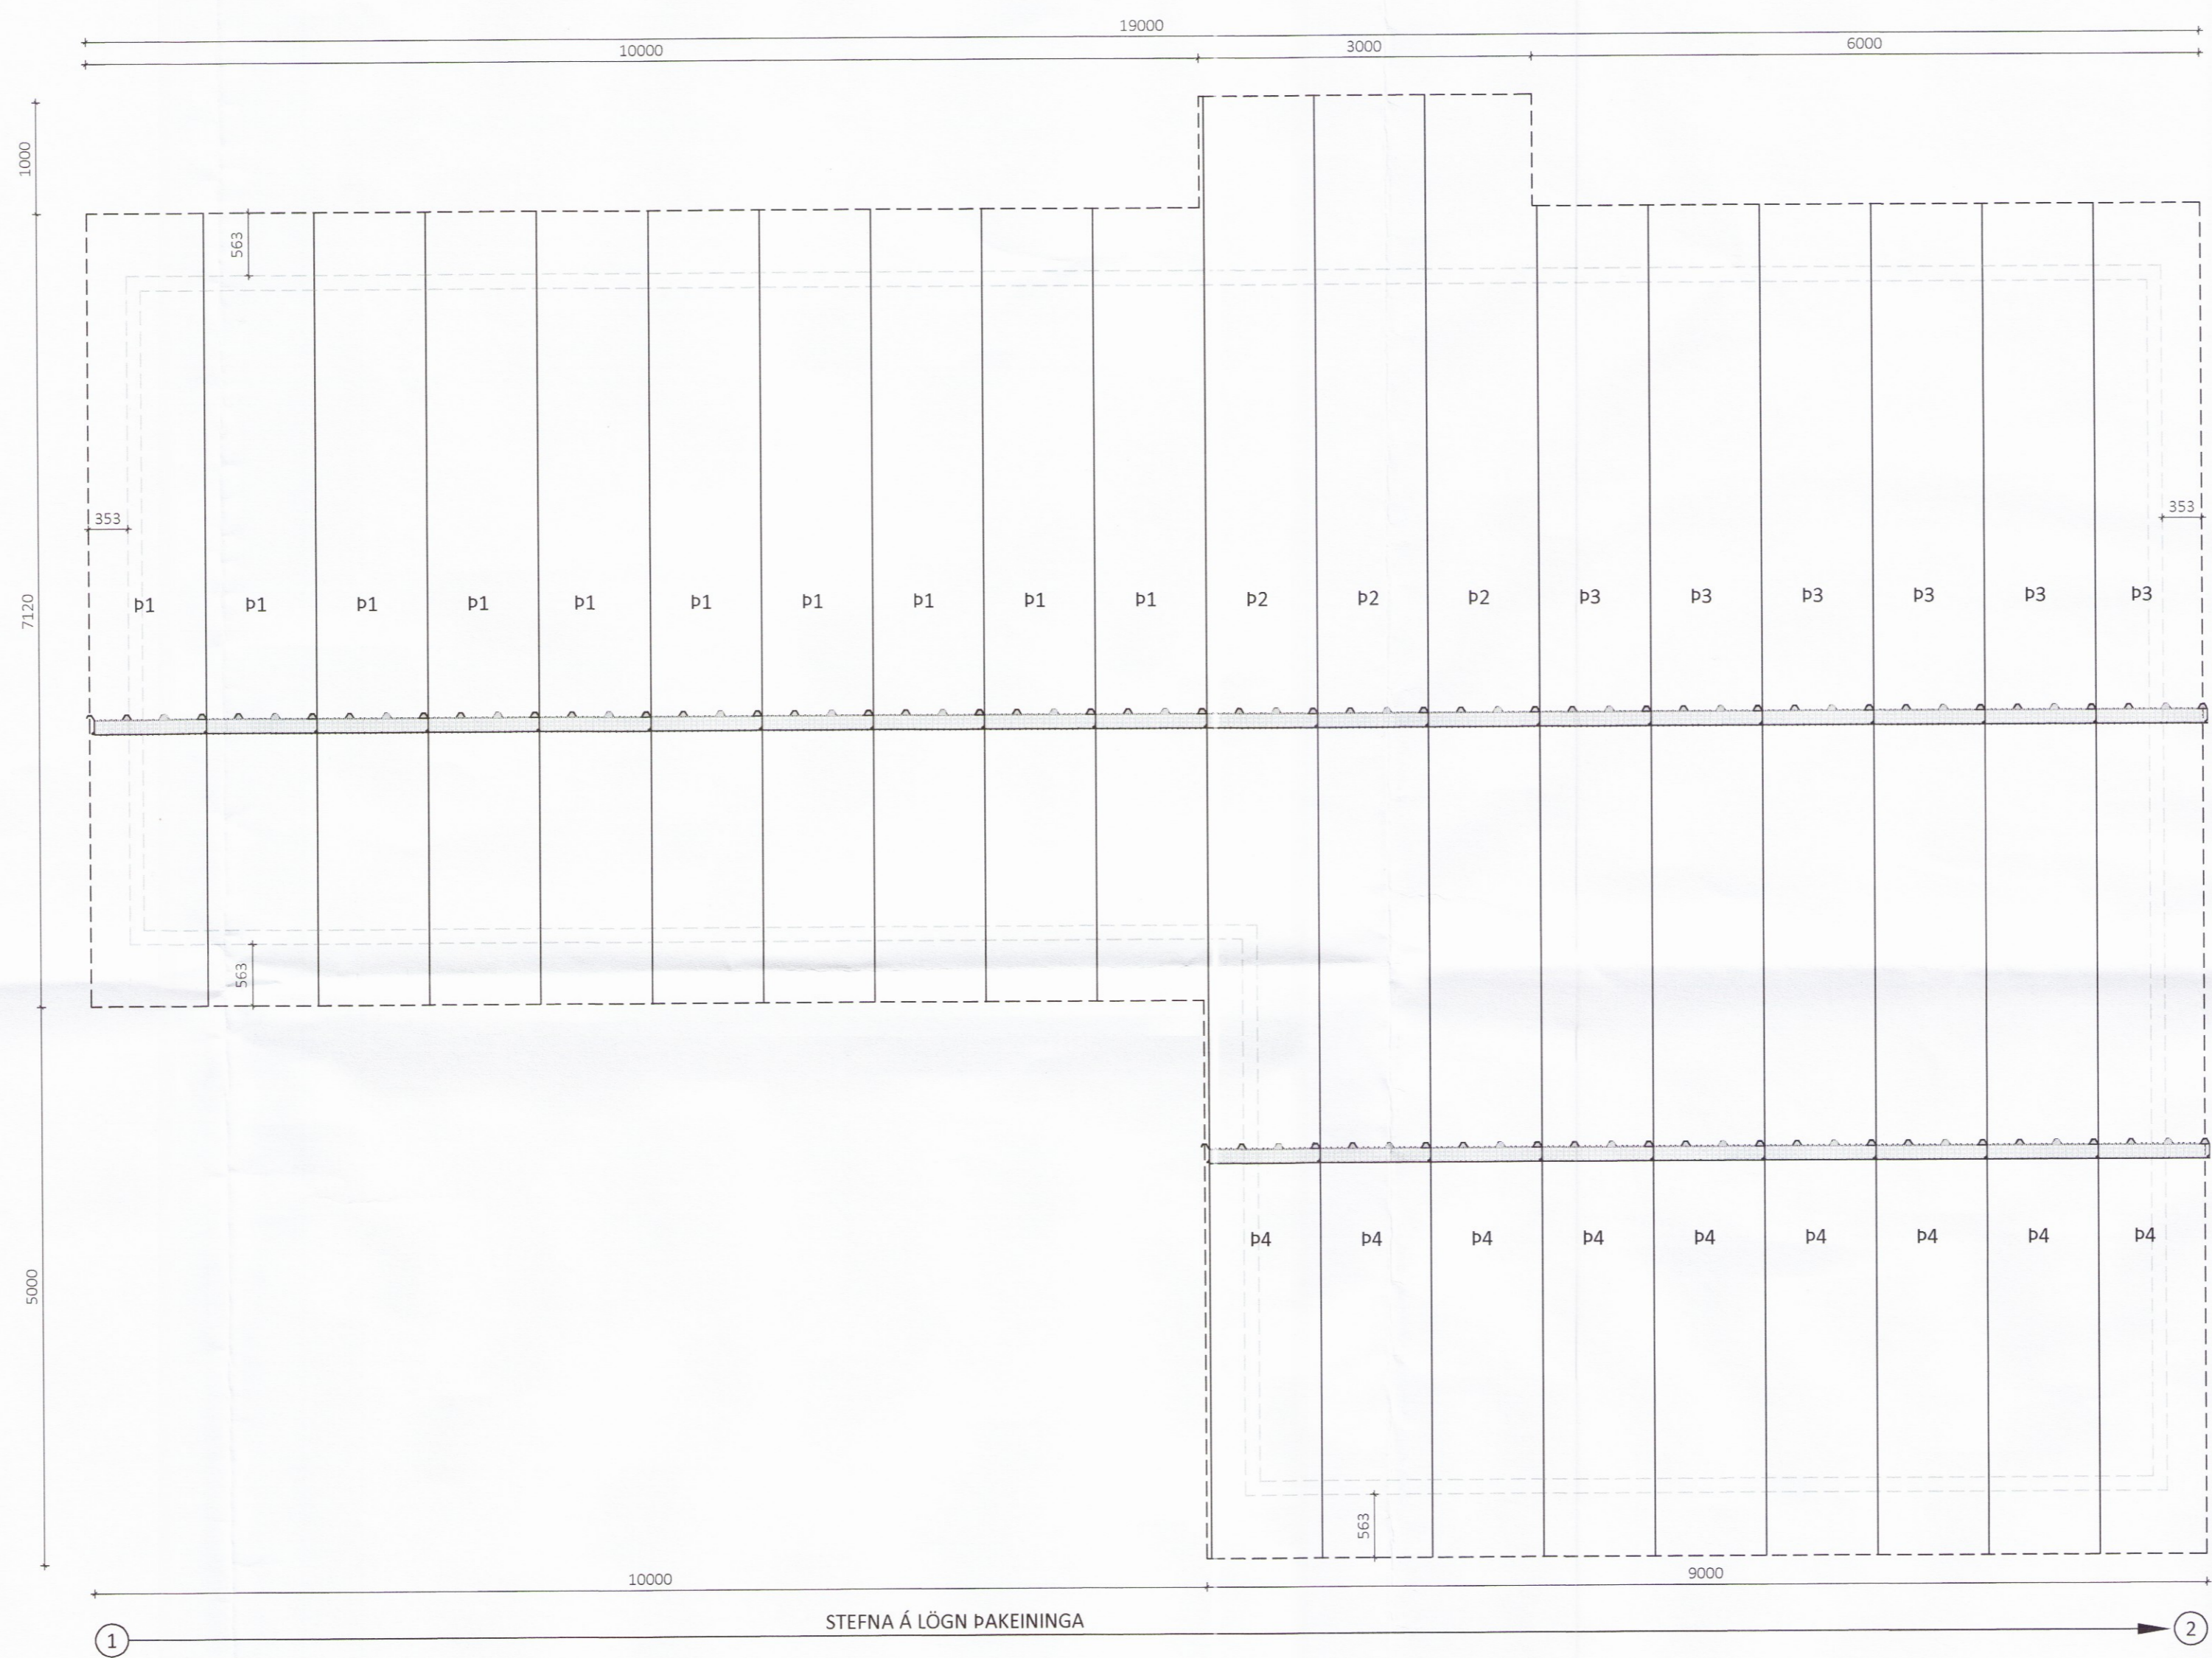 19000
10000 3000 6000
1000
563
353 353
7120
Þ1 Þ1 Þ1 Þ1 Þ1 Þ1 Þ1 Þ1 Þ1 Þ1 Þ2 Þ2 Þ2 Þ3 Þ3 Þ3 Þ3 Þ3 Þ3
563
Þ4 Þ4 Þ4 Þ4 Þ4 Þ4 Þ4 Þ4 Þ4
5000
563
10000 9000
STEFNA Á LÖGN ÞAKEININGA
1 2